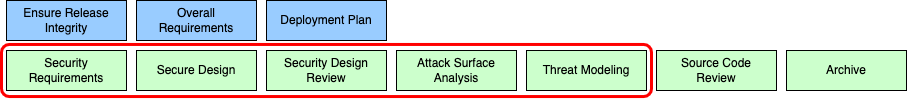 Ensure Release
Integrity
Overall
Requirements
Deployment Plan
Security
Requirements
Secure Design
Security Design
Review
Attack Surface
Analysis
Threat Modeling
Source Code
Review
Archive